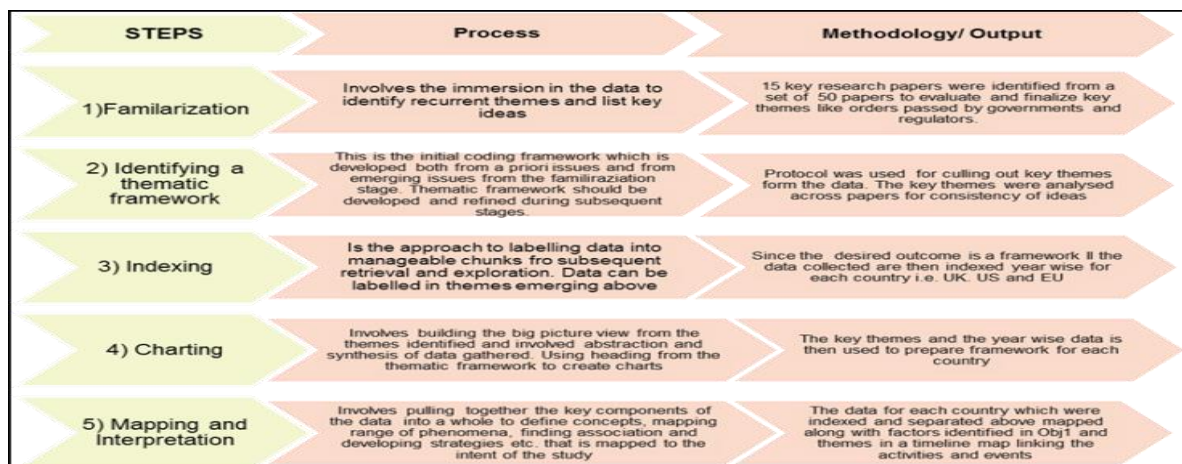 STEPS
Process
Methodology/ Output
1)Familarization
Involves the immersion in the data to
identify recurrent themes and list key
ideas
15 key research papers were identified from a
set of 50 papers to evaluate and finalize key
themes like orders passed by governments and
regulators.
2) Identifying a
thematic
framework
This is the initial coding framework which is
developed both from a priori issues and from
emerging issues from the familiraziation
stage. Thematic framework should be
developed and refined during subsequent
stages.
Protocol was used for culling out key themes
form the data. The key themes were analysed
across papers for consistency of ideas
3) Indexing
Is the approach to labelling data into
manageable chunks fro subsequent
retrieval and exploration. Data can be
labelled in themes emerging above
Since the desired outcome is a framework ll the
data collected are then indexed year wise for
each country i.e. UK. US and EU
4) Charting
Involves building the big picture view from the
themes identified and involved abstraction and
synthesis of data gathered. Using heading from the
thematic framework to create charts
The key themes and the year wise data is
then used to prepare framework for each
country
5) Mapping and
Interpretation
Involves pulling together the key components of
the data into a whole to define concepts, mapping
range of phenomena, finding association and
developing strategies etc. that is mapped to the
intent of the study
The data for each country which were
indexed and separated above mapped
along with factors identified in Obj1 and
themes in a timeline map linking the
activities and events